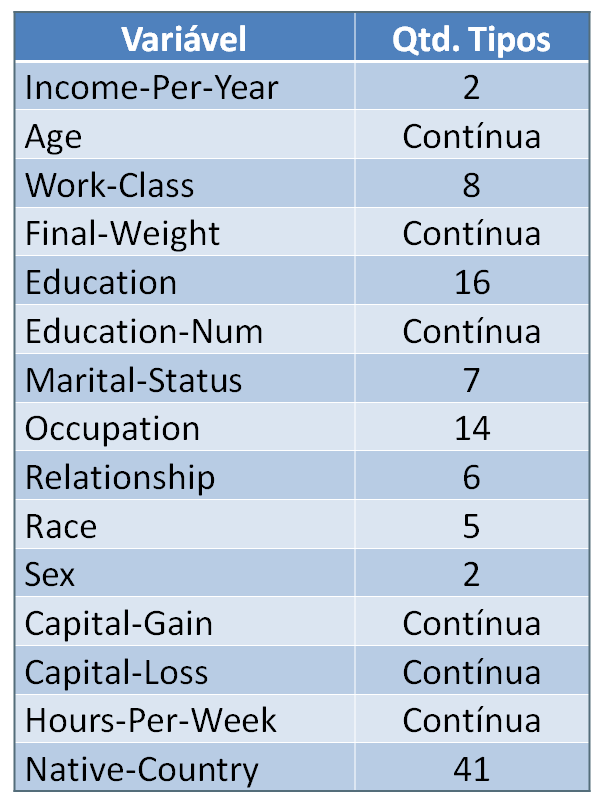 Variável Qtd. Tipos
Income-Per-Year 2
Age Contínua
Work-Class 8
Final-Weight Contínua
Education 16
Education-Num Contínua
Marital-Status 7
Occupation 14
Relationship 6
Race 5
Sex 2
Capital-Gain Contínua
Capital-Loss Contínua
Hours-Per-Week Contínua
Native-Country 41